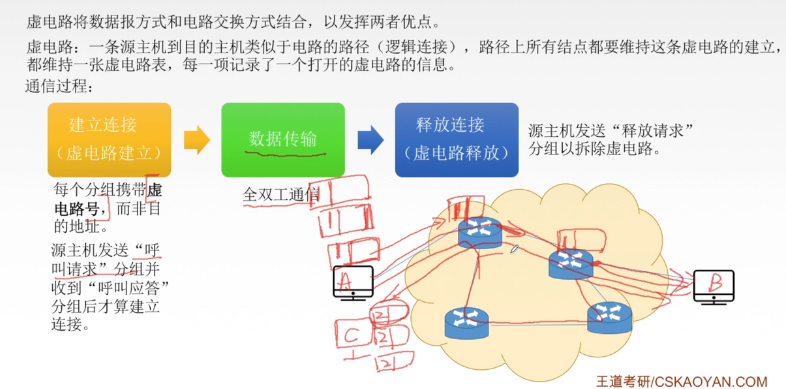 虚电路将数据报方式和电路交换方式结合，以发挥两者优点。
虚电路：一条源主机到目的主机类似于电路的路径（逻辑连接），路径上所有结点都要维持这条虚电路的建立，
都维持一张虚电路表，每一项记录了一个打开的虚电路的信息。
通信过程：
建立连接
（虚电路建立）
数据传输
释放连接
（虚电路释放）
源主机发送“释放请求”
分组以拆除虚电路。
每个分组携带虚
电路号，而非目
的地址。
源主机发送“呼
叫请求”分组并
收到“呼叫应答”
分组后才算建立
连接。
全双工通信
A
B
C
2
2
2
王道考研/CSKAOYAN.COM